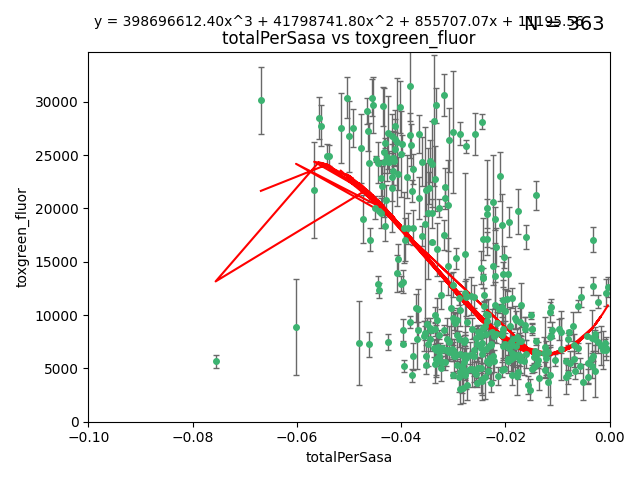 y = 398696612.40x^3 + 41798741.80x^2 + 855707.07x +
N = 363
totalPerSasa vs toxgreen_fluor
30000
25000
20000
15000
10000
5000
0
toxgreen_fluor
−0.10
−0.08
−0.06
−0.04
−0.02
0.00
totalPerSasa